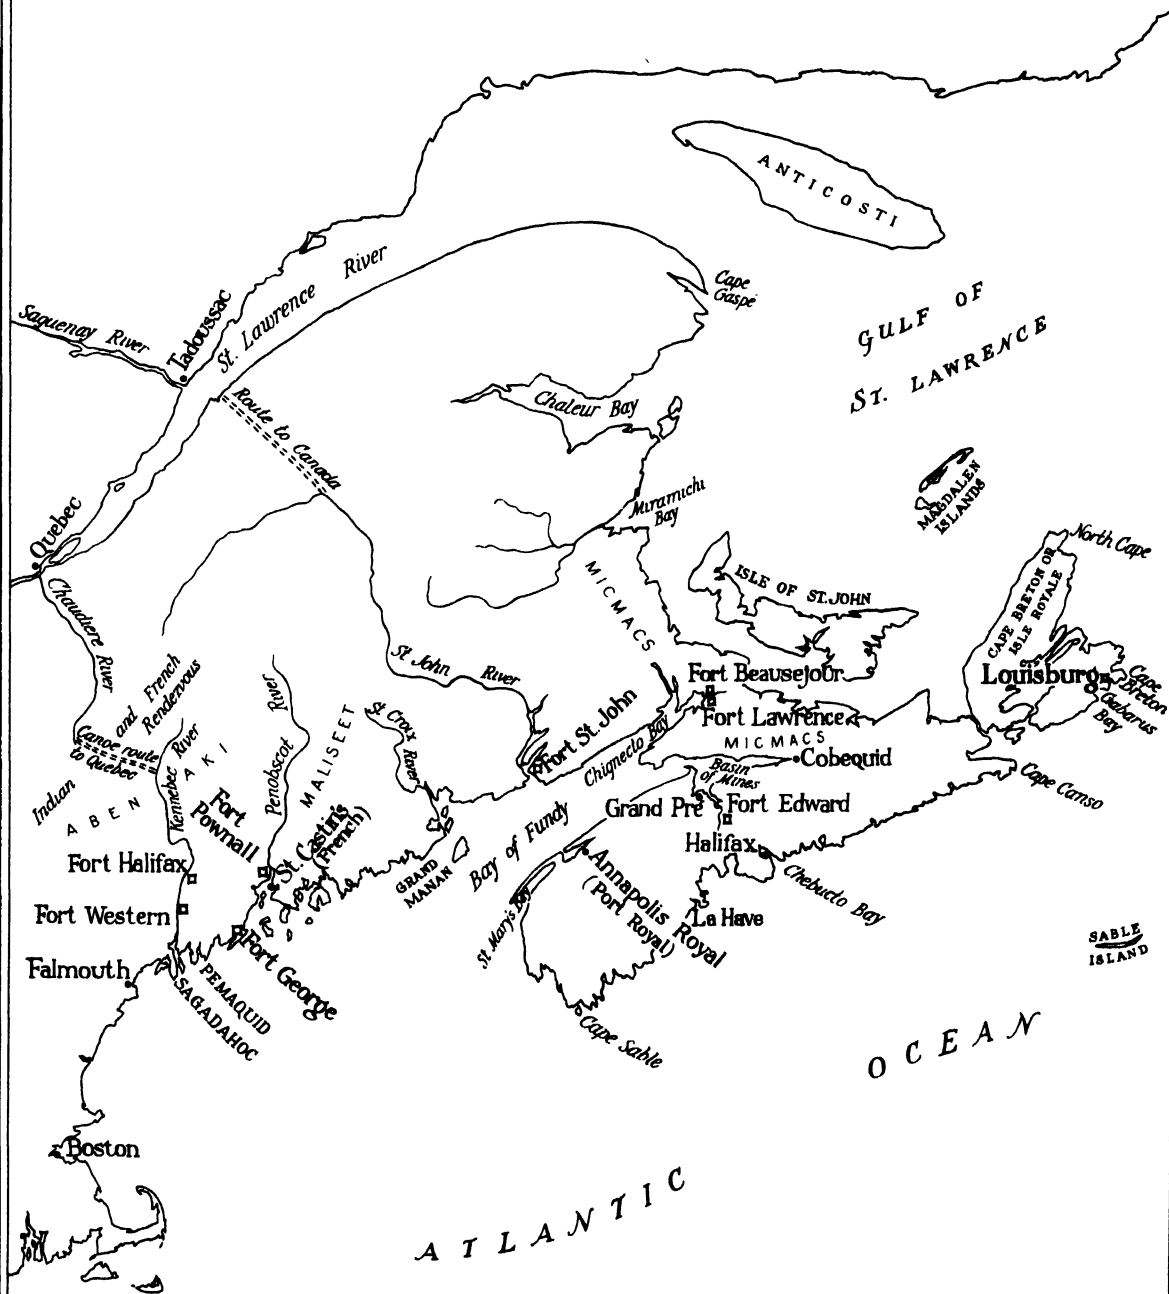 ANTICOSTI
St. Lawrence River
Cape
Gaspé
GULF OF
ST. LAWRENCE
Saguenay River
Tadoussac
Route to Canada
Chaleur Bay
MAGDALEN
ISLANDS
Miramichi
Bay
Quebec
North Cape
CAPE BRETON OR
ISLE ROYALE
MICMACS
ISLE OF ST. JOHN
Chaudiere River
St John River
Fort Beausejour
Louisburg
Cape
Breton
Gabarus
Bay
Indian
and French
Rendezvous
Canoe route
to Quebec
Kennebec River
ABENAKI
Penobscot River
MALISEET
St Croix River
Fort St. John
Chignecto Bay
Fort Lawrence
MICMACS
Cobequid
Basin
of Mines
Cape Canso
Grand Pré
Fort Edward
Fort
Pownall
St. Castin's
(French)
GRAND
MANAN
Bay of Fundy
Halifax
Chebucto Bay
Fort Halifax
Fort Western
St Mary's Bay
Annapolis Royal
(Port Royal)
La Have
SABLE
ISLAND
Falmouth
Fort George
PEMAQUID
SAGADAHOC
Cape Sable
Boston
ATLANTIC
OCEAN